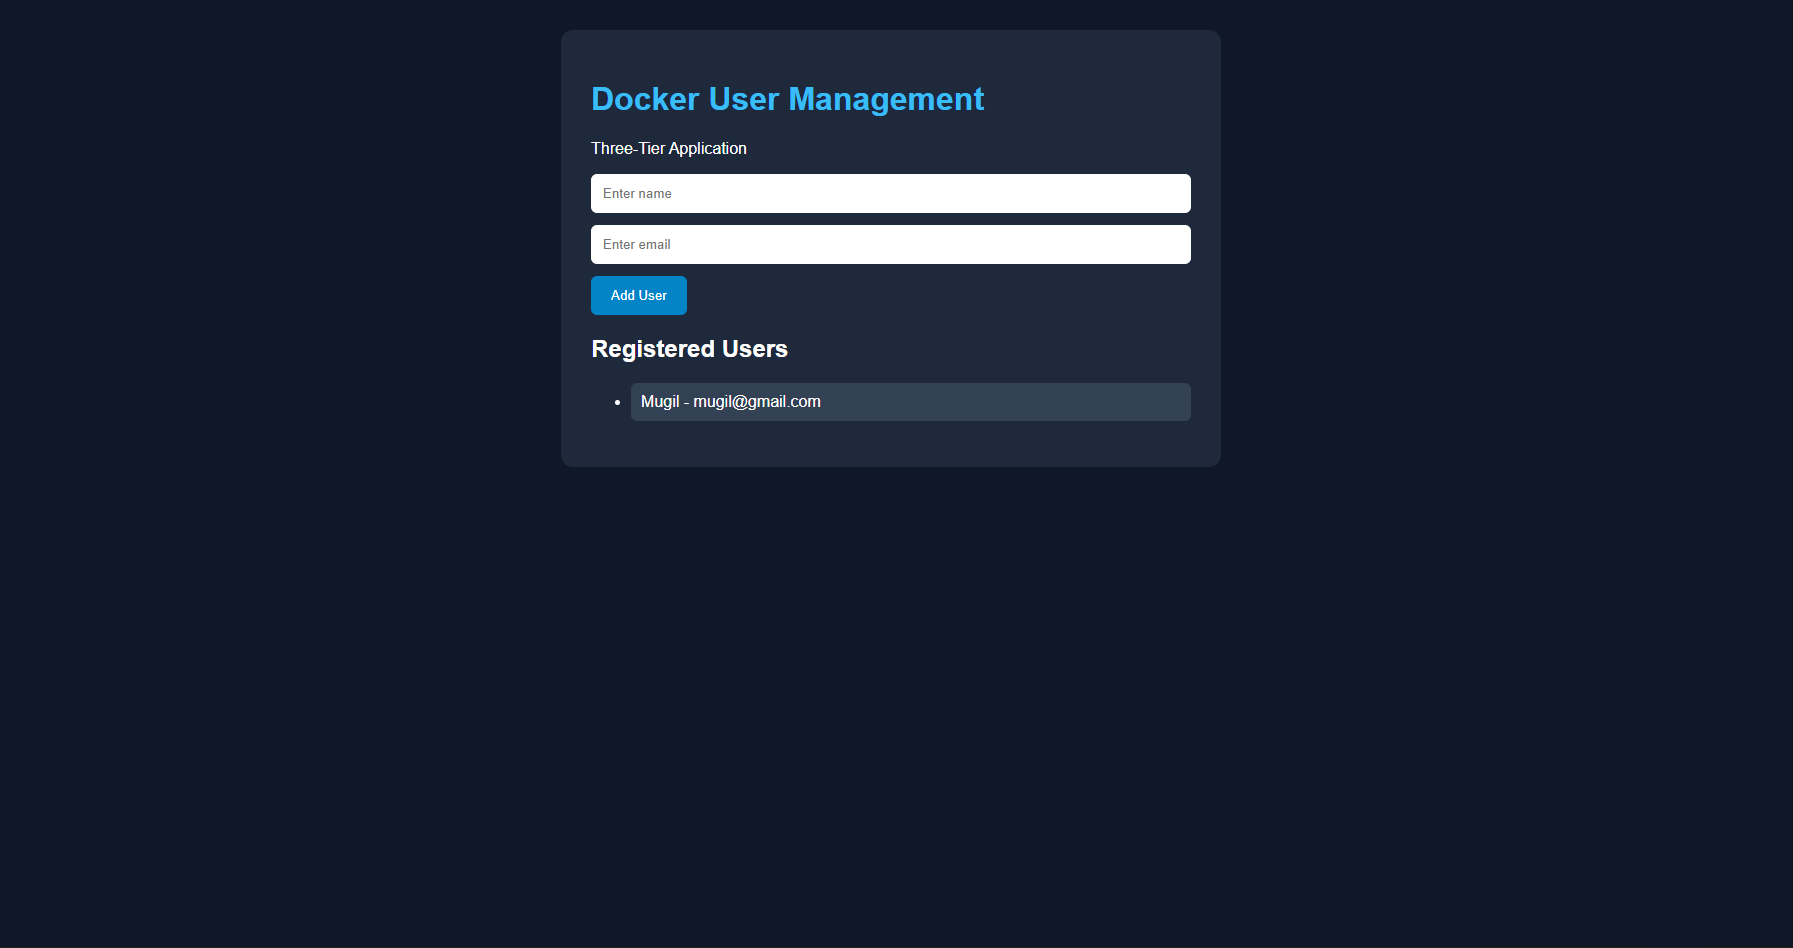 Docker User Management
Three-Tier Application
Enter name
Enter email
Add User
Registered Users
Mugil - mugil@gmail.com